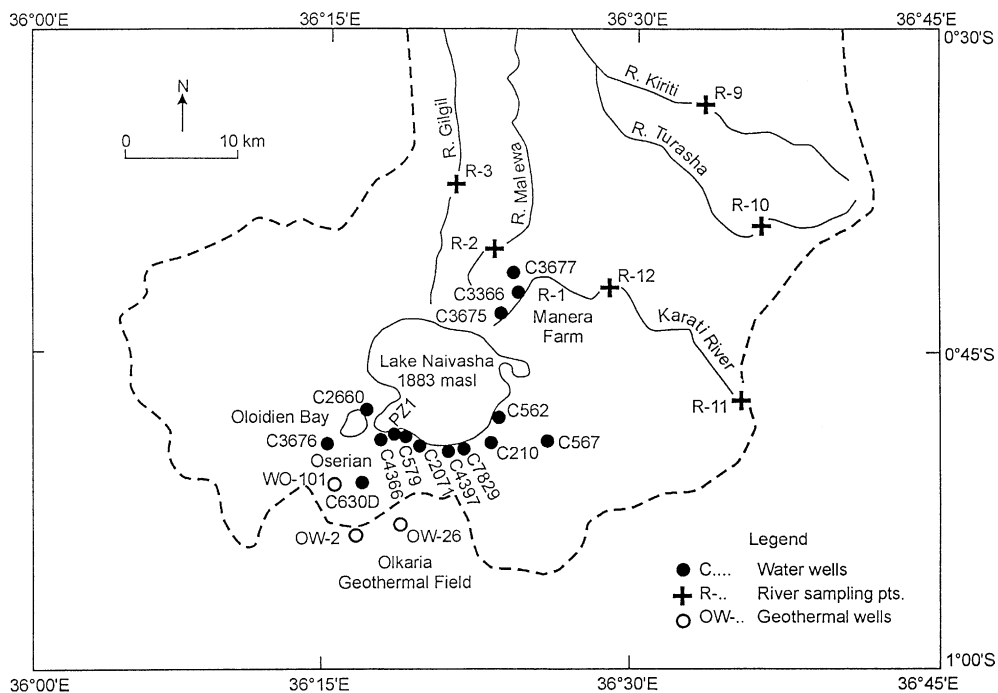 36°00'E 36°15'E 36°30'E 36°45'E
0°30'S
N
0 10 km
R. Gilgil
R. Malewa
R. Kiriti
R-9
R. Turasha
R-3
R-10
R-2
C3677
R-12
C3366
R-1
C3675
Manera
Farm
Karati River
0°45'S
Lake Naivasha
1883 masl
R-11
C2660
PZ1
Oloidien Bay
C562
C3676
C567
C210
Oserian
C4366
C579
C2071
C4397
C7829
WO-101
C630D
OW-2
OW-26
Olkaria
Geothermal Field
Legend
C.... Water wells
R-.. River sampling pts.
OW-.. Geothermal wells
1°00'S
36°00'E 36°15'E 36°30'E 36°45'E